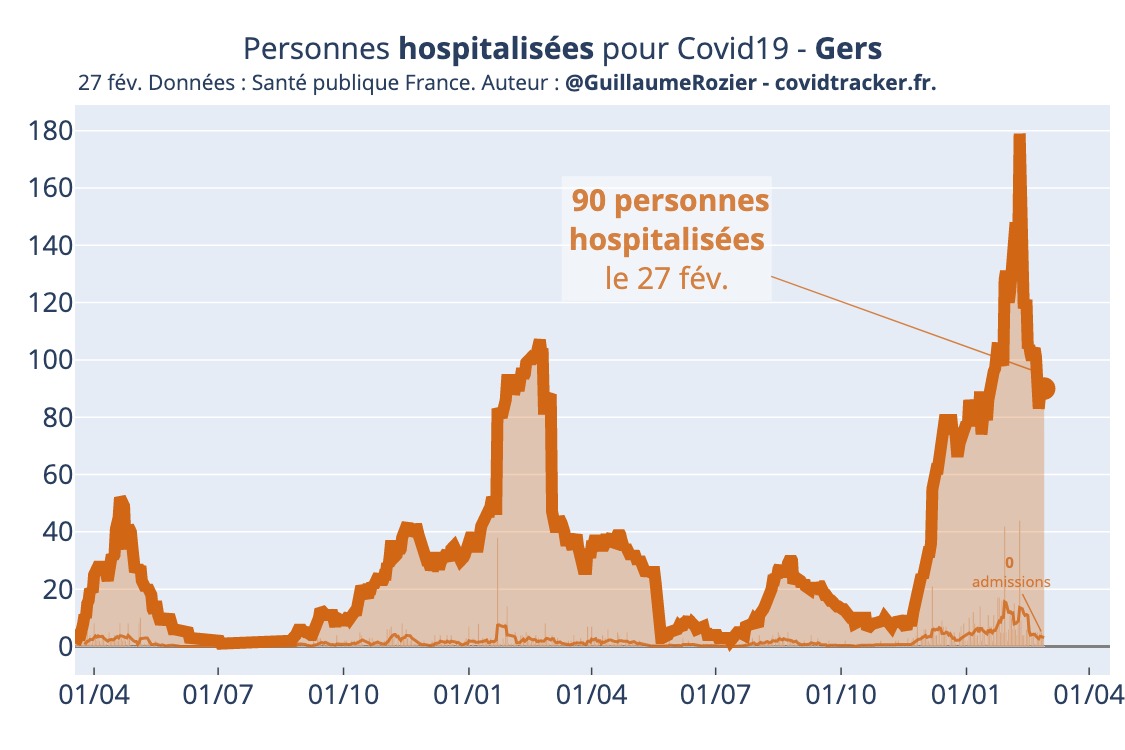 Personnes hospitalisées pour Covid19 - Gers
27 fév. Données : Santé publique France. Auteur : @GuillaumeRozier - covidtracker.fr.
180
160
140
120
100
80
60
40
20
0
90 personnes
hospitalisées
le 27 fév.
0
admissions
01/04 01/07 01/10 01/01 01/04 01/07 01/10 01/01 01/04